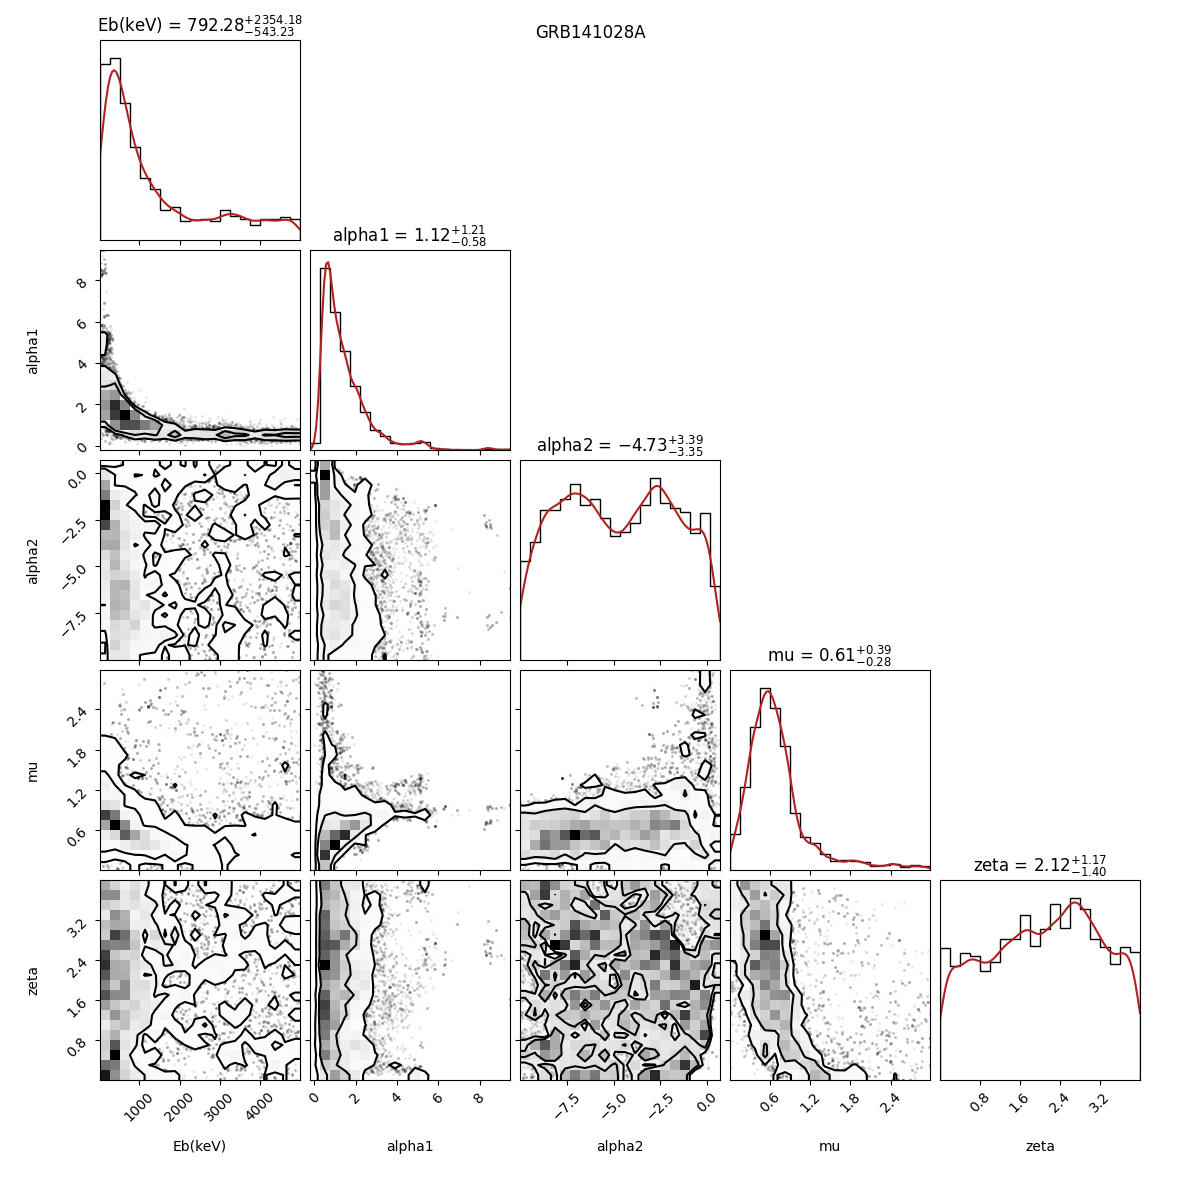 Eb(keV) = 792.28+2354.18−543.23
GRB141028A
alpha1 = 1.12+1.21−0.58
8
6
4
2
0
alpha1
alpha2 = −4.73+3.39−3.35
0.0
−2.5
−5.0
−7.5
alpha2
mu = 0.61+0.39−0.28
2.4
1.8
1.2
0.6
mu
zeta = 2.12+1.17−1.40
3.2
2.4
1.6
0.8
zeta
1000 2000 3000 4000
0 2 4 6 8
−7.5 −5.0 −2.5 0.0
0.6 1.2 1.8 2.4
0.8 1.6 2.4 3.2
Eb(keV) alpha1 alpha2 mu zeta